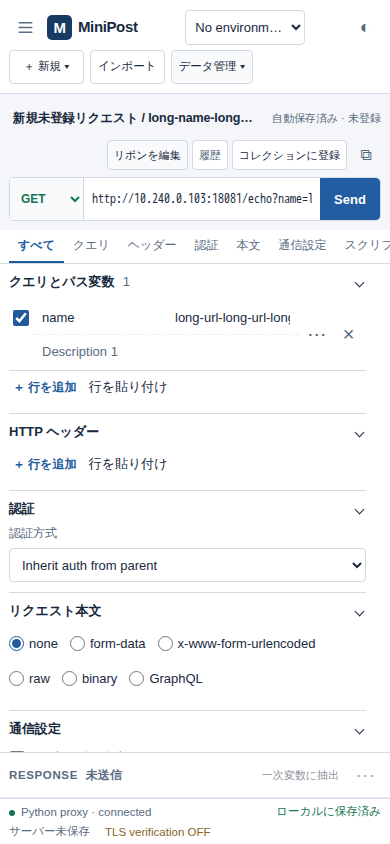 M MiniPost No environm…
＋ 新規 ▾ インポート データ管理 ▾
新規未登録リクエスト / long-name-long… 自動保存済み · 未登録
リボンを編集 履歴 コレクションに登録
GET http://10.240.0.103:18081/echo?name=l Send
すべて クエリ ヘッダー 認証 本文 通信設定 スクリプ
クエリとパス変数 1
name long-url-long-url-long
Description 1
＋ 行を追加 行を貼り付け
HTTP ヘッダー
＋ 行を追加 行を貼り付け
認証
認証方式
Inherit auth from parent
リクエスト本文
none form-data x-www-form-urlencoded
raw binary GraphQL
通信設定
RESPONSE 未送信 一次変数に抽出 ···
Python proxy · connected ローカルに保存済み
サーバー未保存 TLS verification OFF